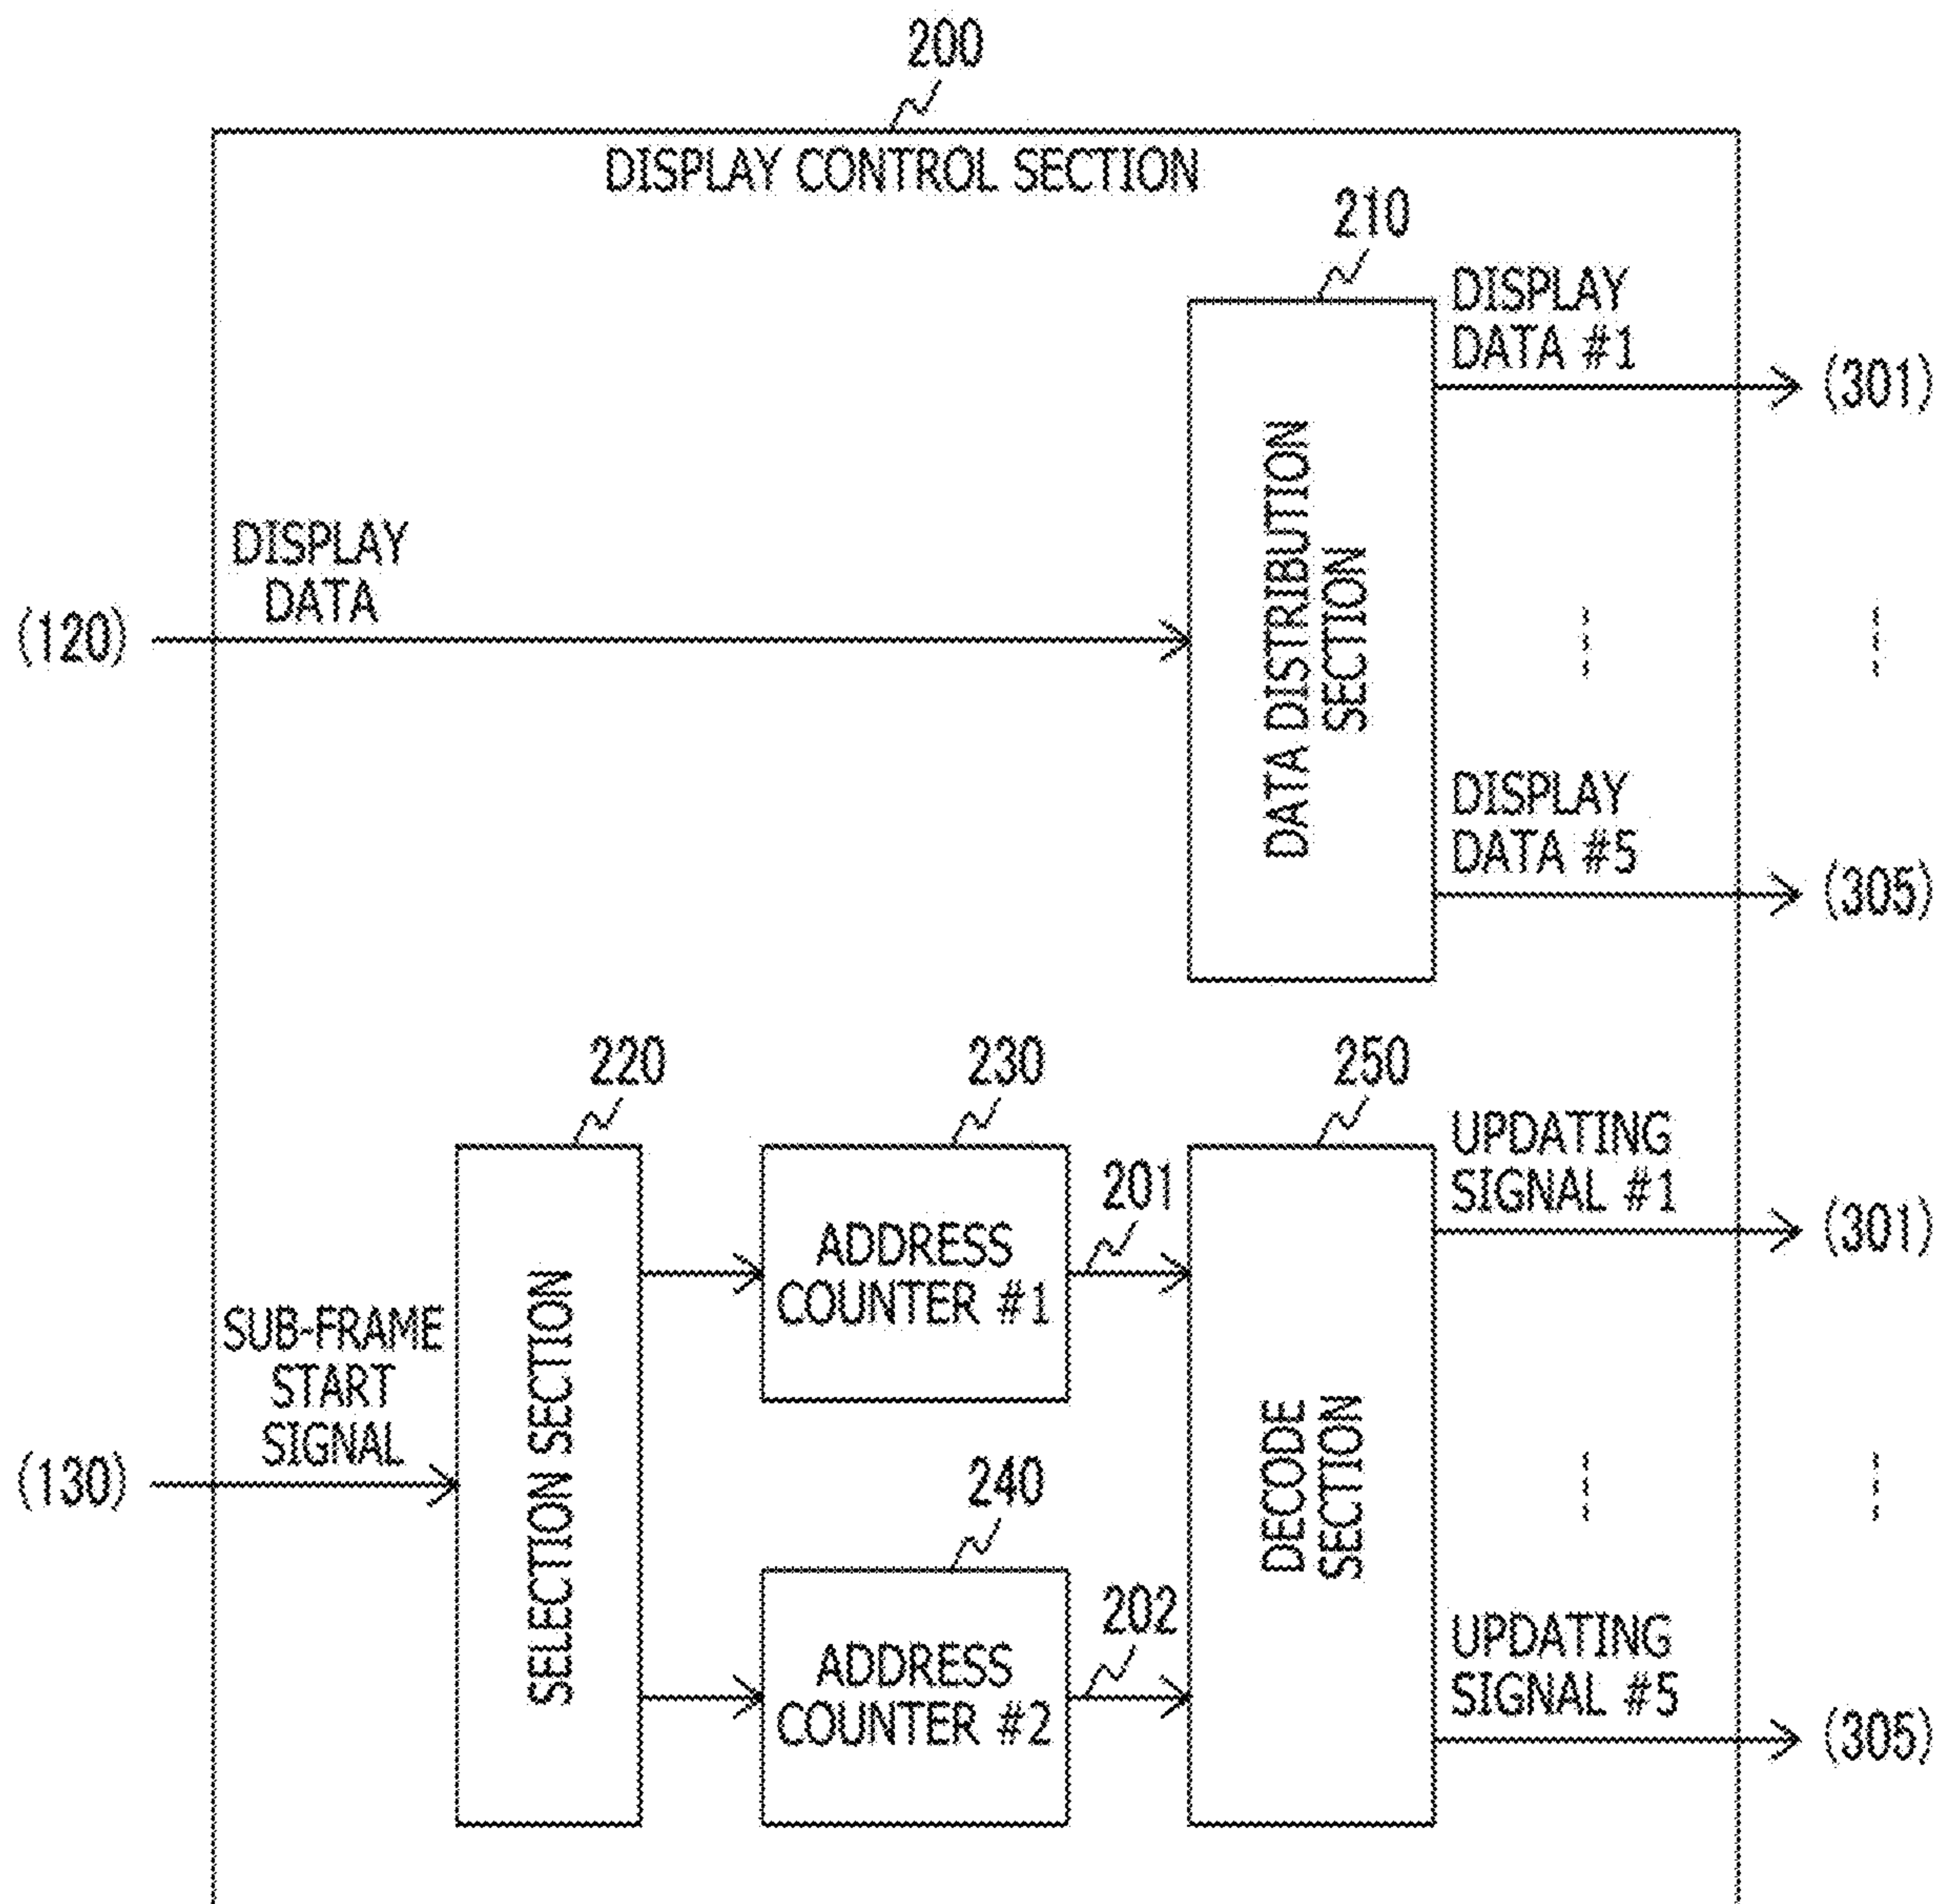 200
DISPLAY CONTROL SECTION
210
DISPLAY
DATA #1
(301)
DATA DISTRIBUTION
SECTION
DISPLAY
DATA
(120)
DISPLAY
DATA #5
(305)
220
230
250
UPDATING
SIGNAL #1
(301)
201
ADDRESS
COUNTER #1
SELECTION SECTION
SUB-FRAME
START
SIGNAL
(130)
DECODE
SECTION
240
202
ADDRESS
COUNTER #2
UPDATING
SIGNAL #5
(305)